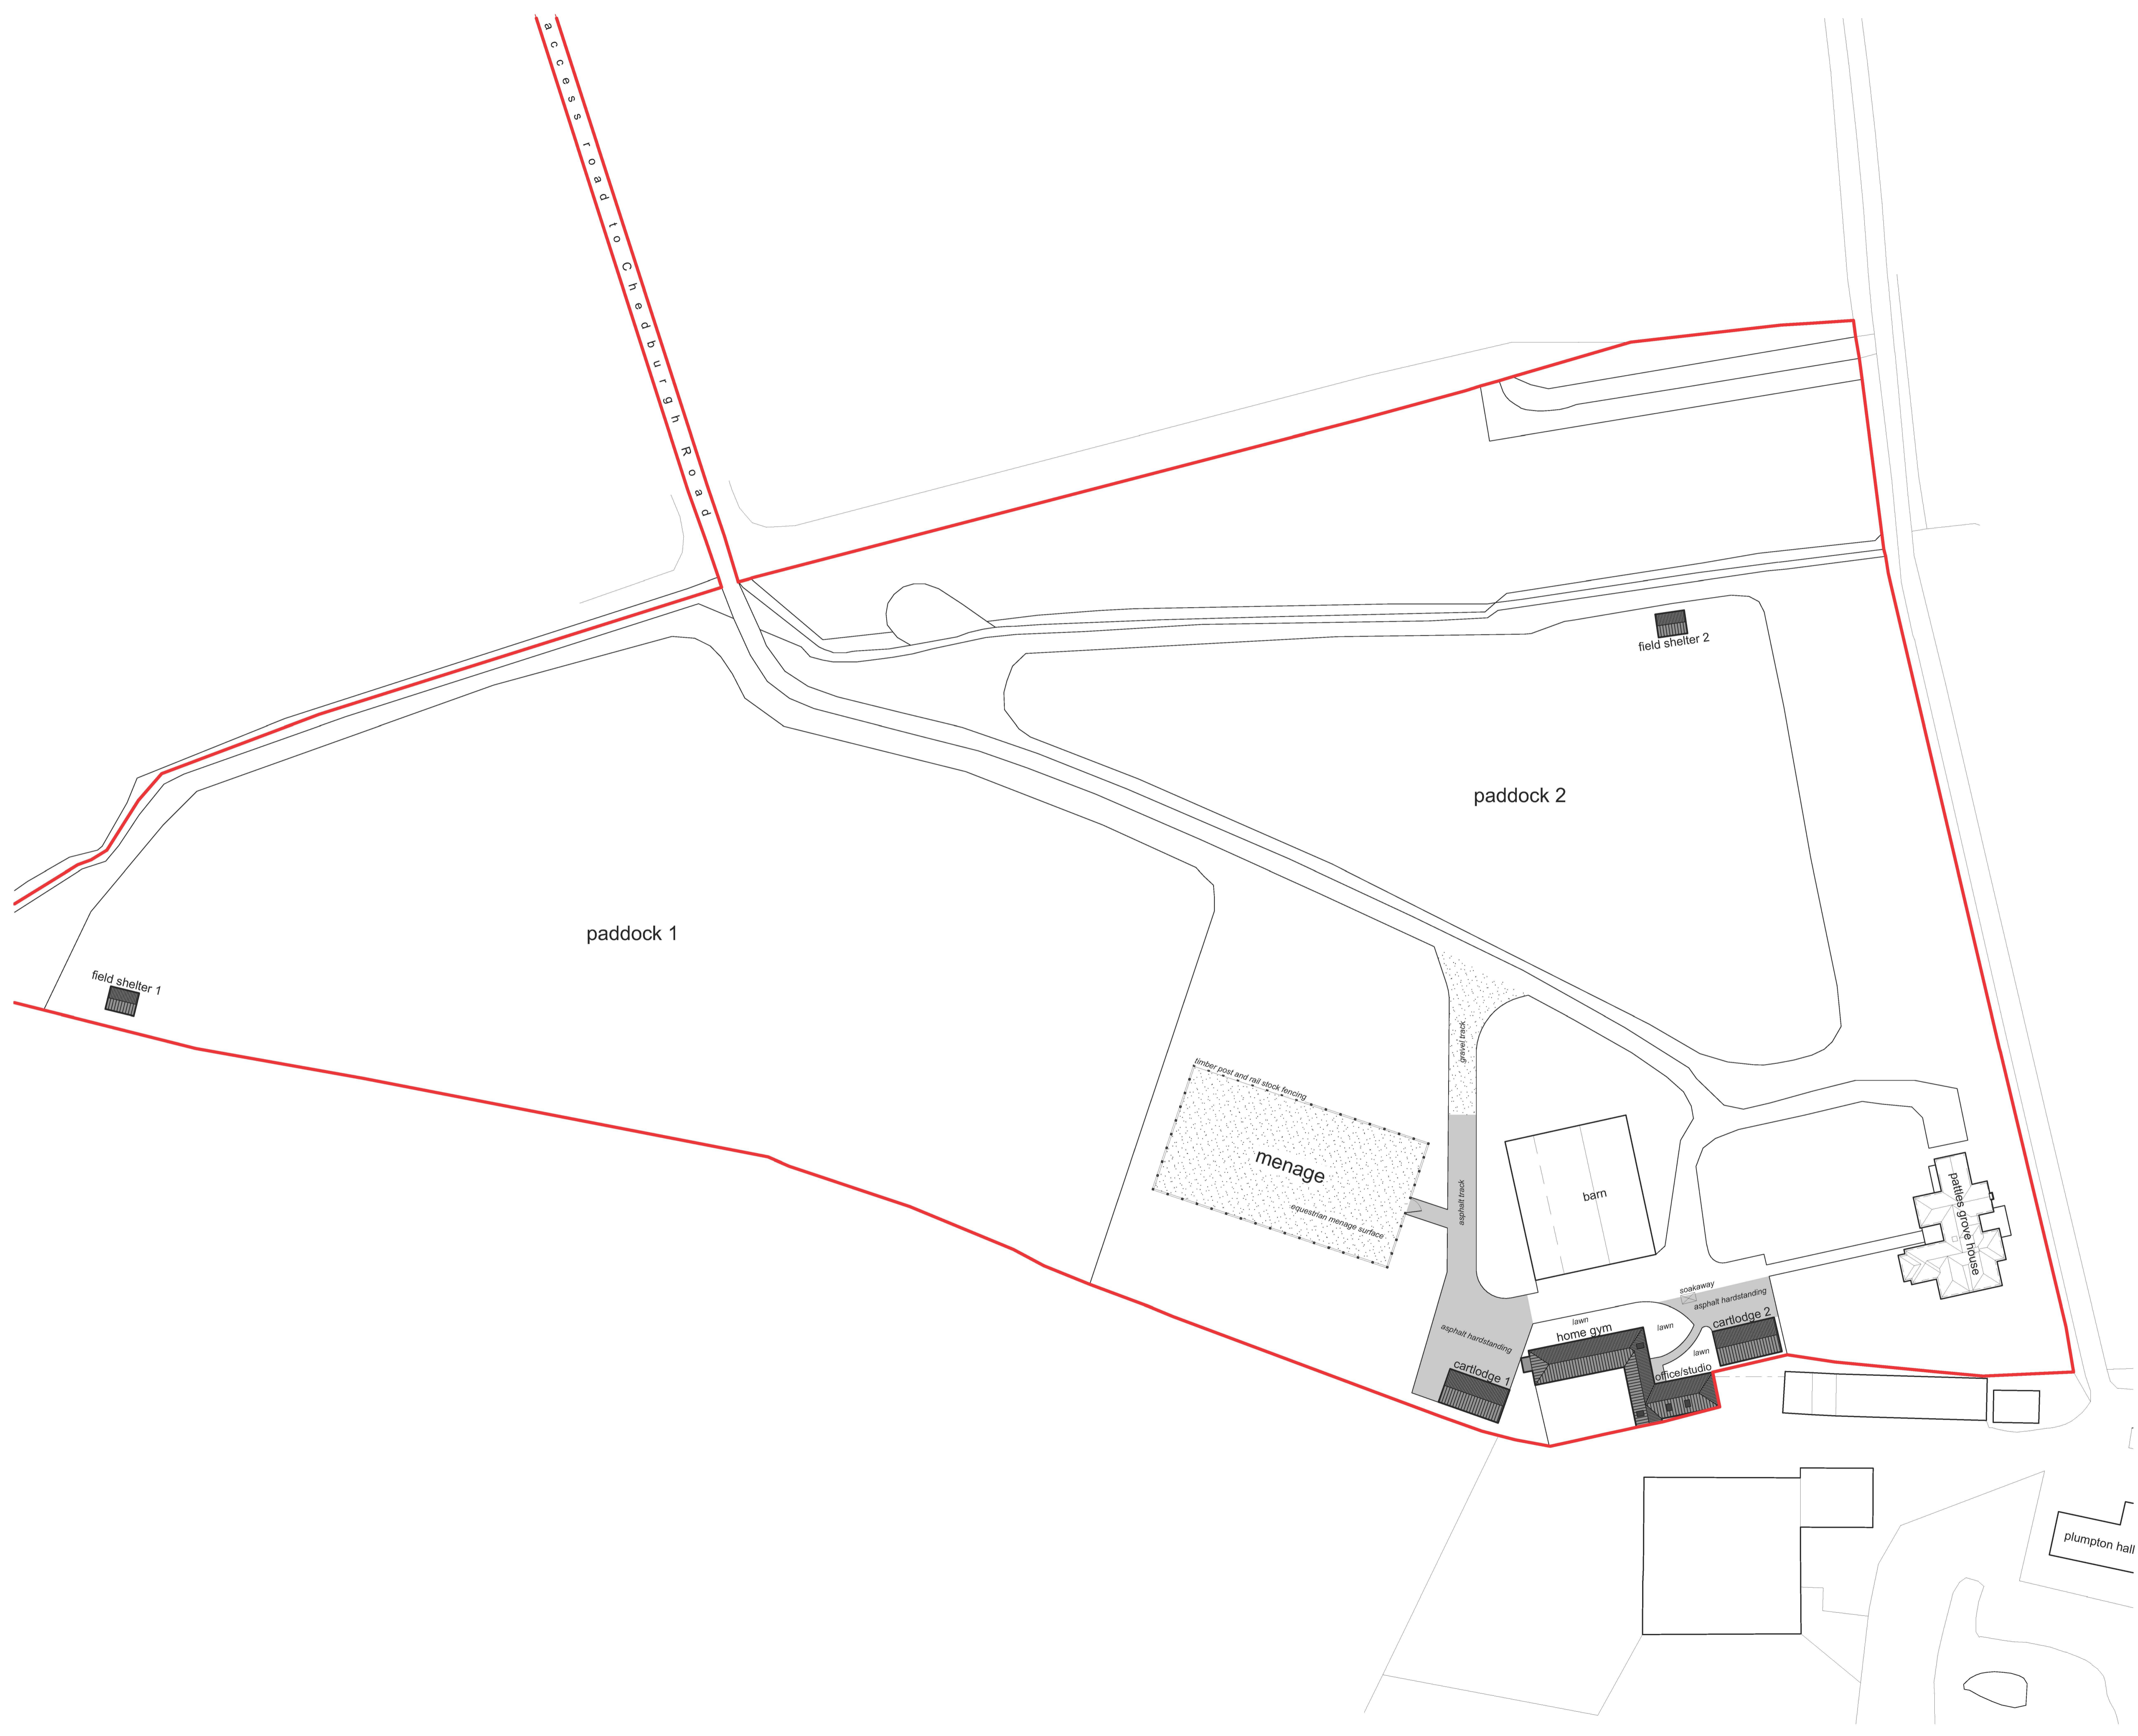 access road to Chedburgh Road
field shelter 2
paddock 2
paddock 1
field shelter 1
gravel track
timber post and rail stock fencing
menage
equestrian menage surface
asphalt track
barn
pattles grove house
soakaway
asphalt hardstanding
cartlodge 2
lawn
home gym
lawn
lawn
office/studio
asphalt hardstanding
cartlodge 1
plumpton hall